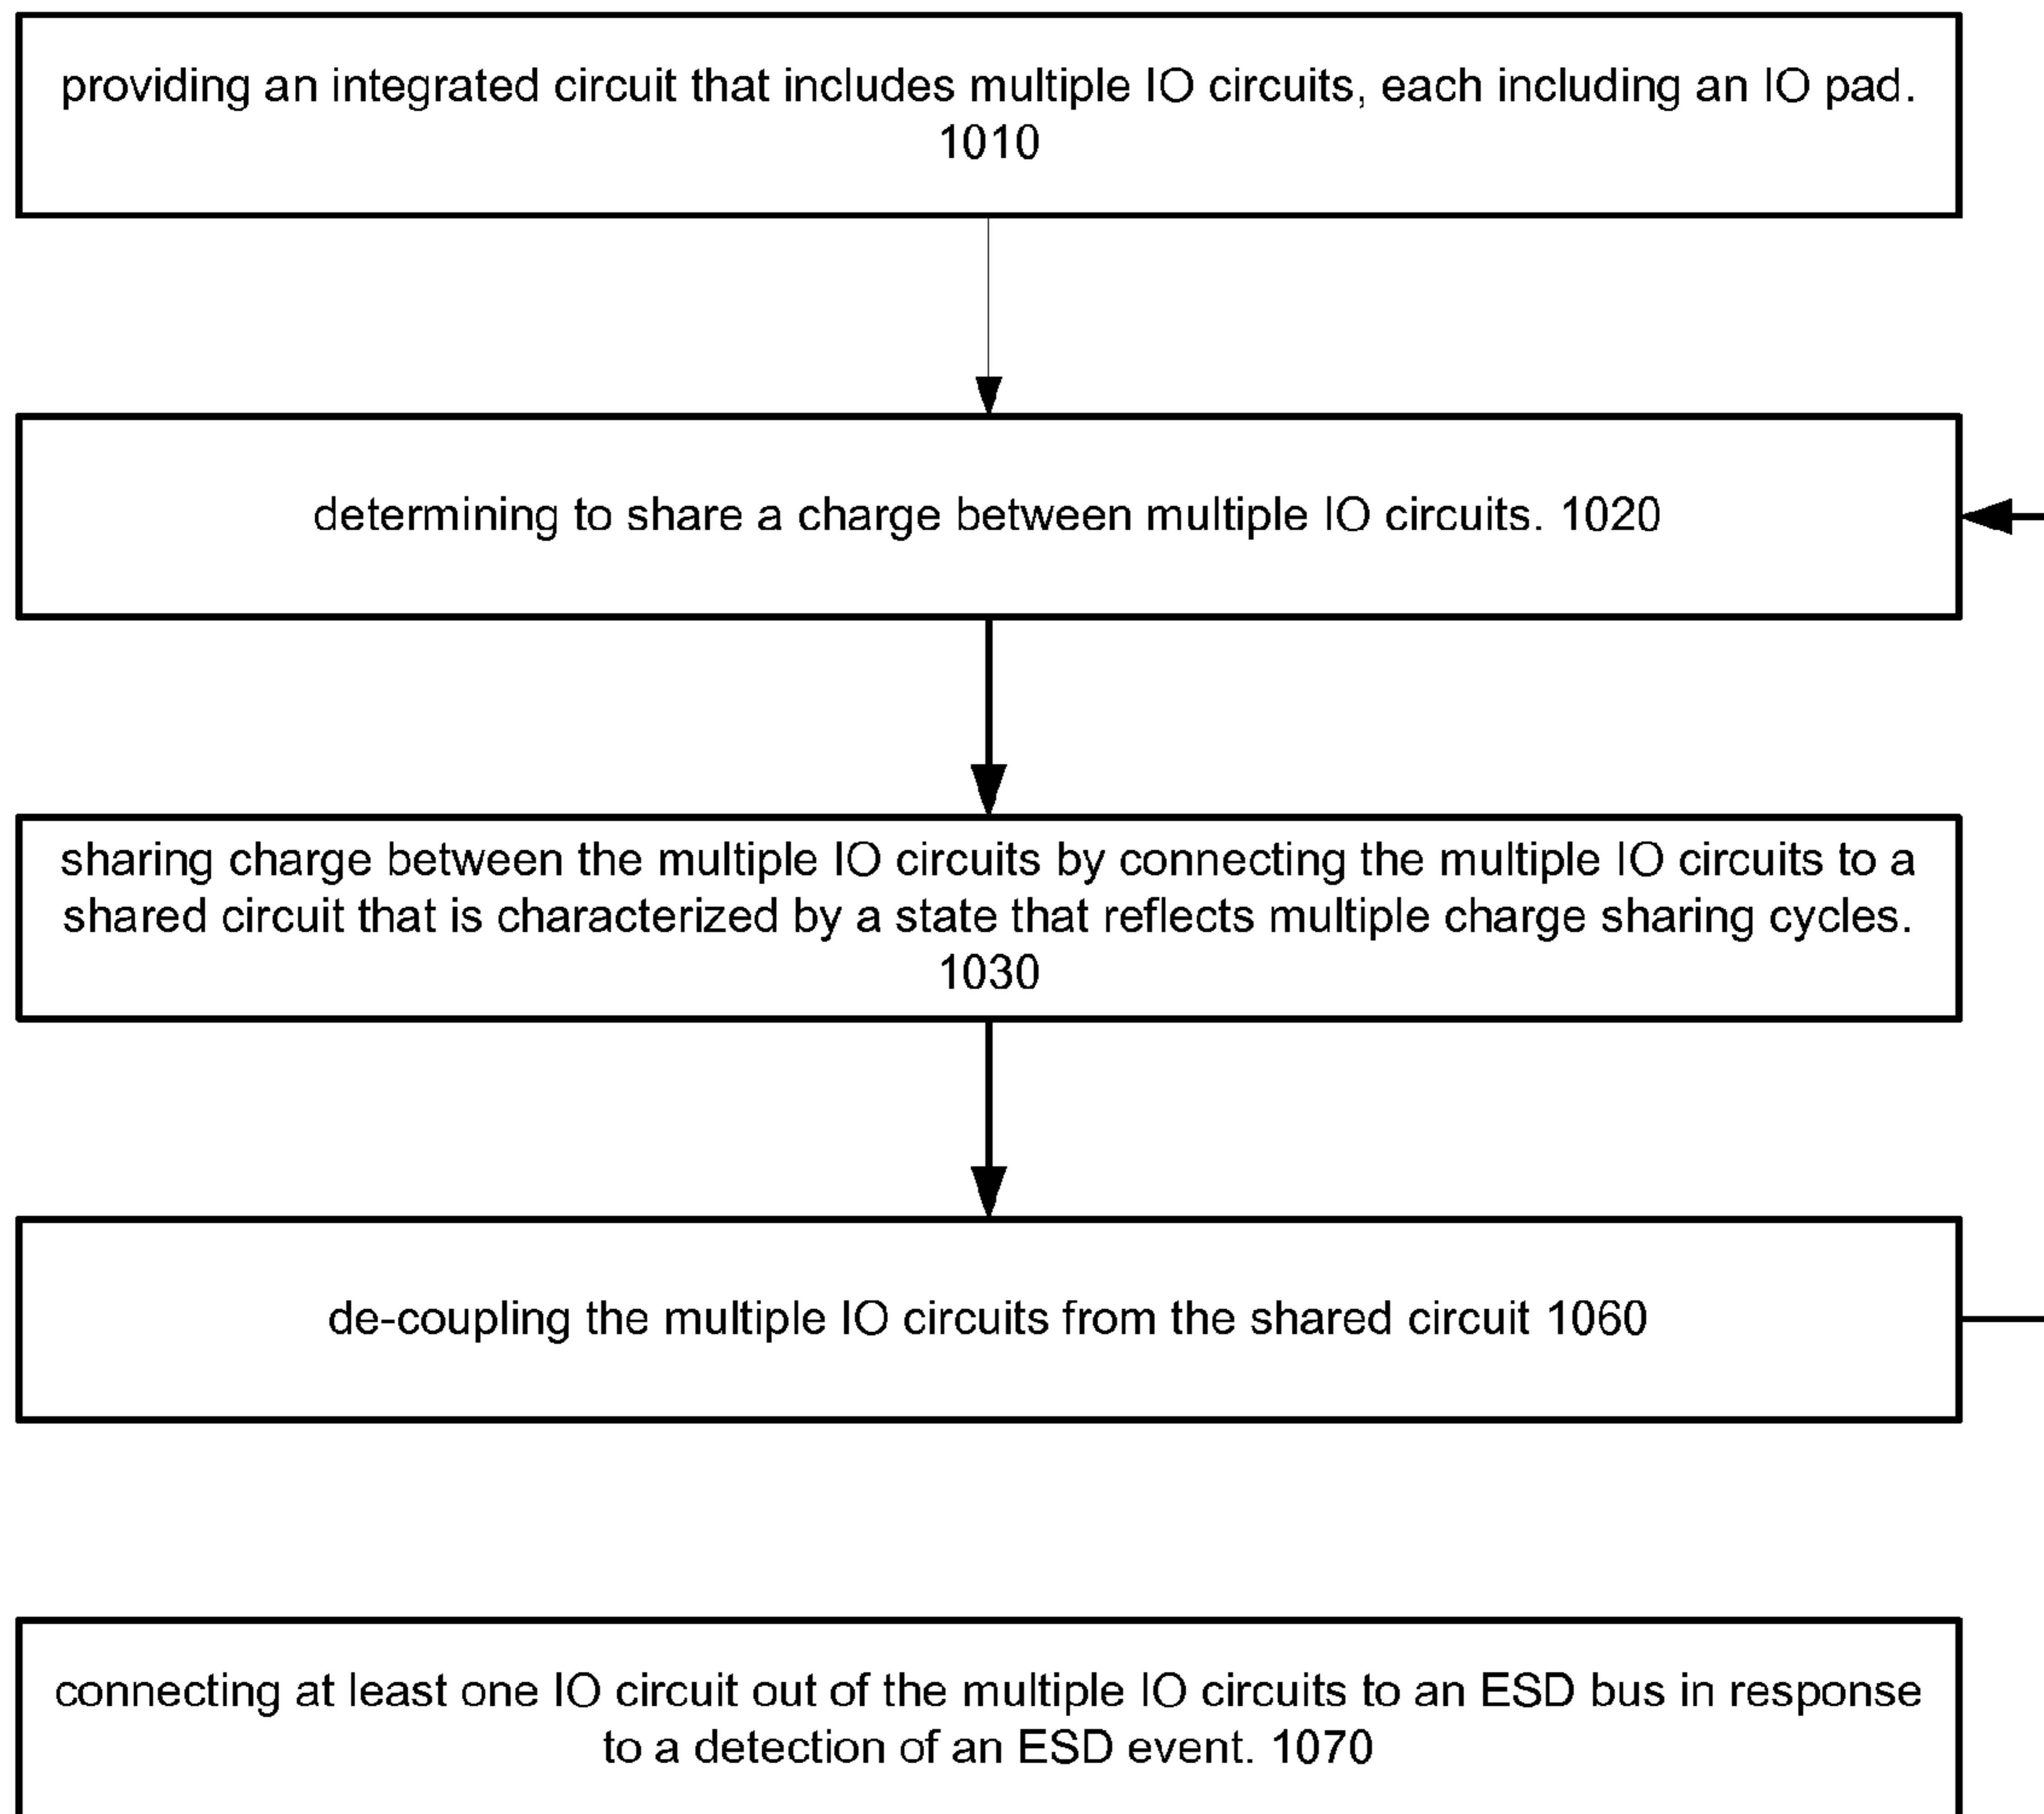 providing an integrated circuit that includes multiple IO circuits, each including an IO pad.
1010
determining to share a charge between multiple IO circuits. 1020
sharing charge between the multiple IO circuits by connecting the multiple IO circuits to a
shared circuit that is characterized by a state that reflects multiple charge sharing cycles.
1030
de-coupling the multiple IO circuits from the shared circuit 1060
connecting at least one IO circuit out of the multiple IO circuits to an ESD bus in response
to a detection of an ESD event. 1070